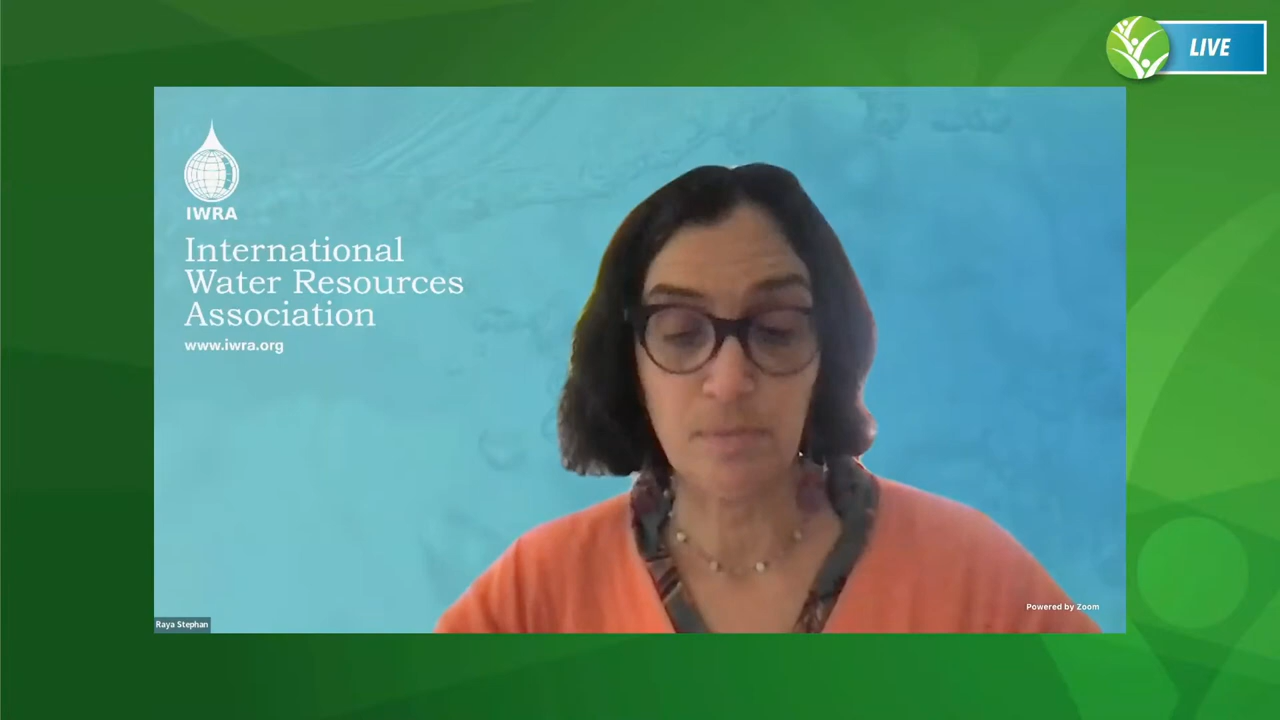 LIVE
IWRA
International
Water Resources
Association
www.iwra.org
Powered by Zoom
Raya Stephan